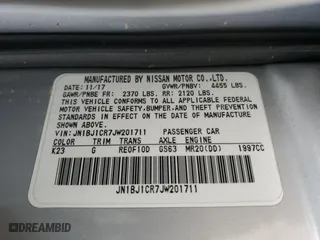 MANUFACTURED BY NISSAN MOTOR CO.,LTD.
DATE: 11/17 GVWR/PNBV: 4455 LBS.
GAWR/PNBE FR: 2370 LBS. RR: 2120 LBS.
THIS VEHICLE CONFORMS TO ALL APPLICABLE FEDERAL
MOTOR VEHICLE SAFETY,BUMPER,AND THEFT PREVENTION
STANDARDS IN EFFECT ON THE DATE OF MANUFACTURE
SHOWN ABOVE.
VIN: JN1BJ1CR7JW201711 PASSENGER CAR
COLOR TRIM TRANS AXLE ENGINE
K23 G RE0F10D GS63 MR20(DD) 1997CC
JN1BJ1CR7JW201711
DEALERS